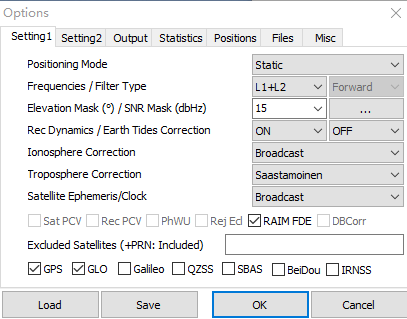 Options
Setting1 Setting2 Output Statistics Positions Files Misc
Positioning Mode Static
Frequencies / Filter Type L1+L2 Forward
Elevation Mask (°) / SNR Mask (dbHz) 15 ...
Rec Dynamics / Earth Tides Correction ON OFF
Ionosphere Correction Broadcast
Troposphere Correction Saastamoinen
Satellite Ephemeris/Clock Broadcast
Sat PCV Rec PCV PhWU Rej Ecl RAIM FDE DBCorr
Excluded Satellites (+PRN: Included)
GPS GLO Galileo QZSS SBAS BeiDou IRNSS
Load Save OK Cancel